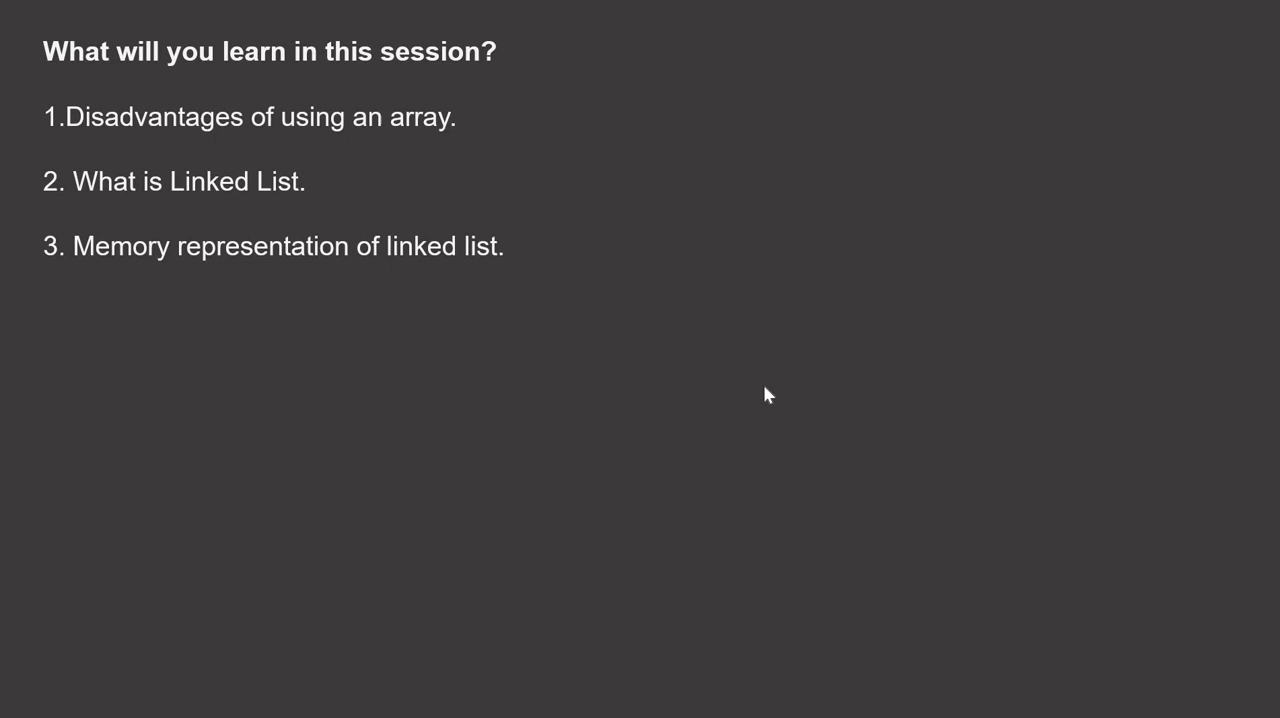 What will you learn in this session?
1.Disadvantages of using an array.
2. What is Linked List.
3. Memory representation of linked list.